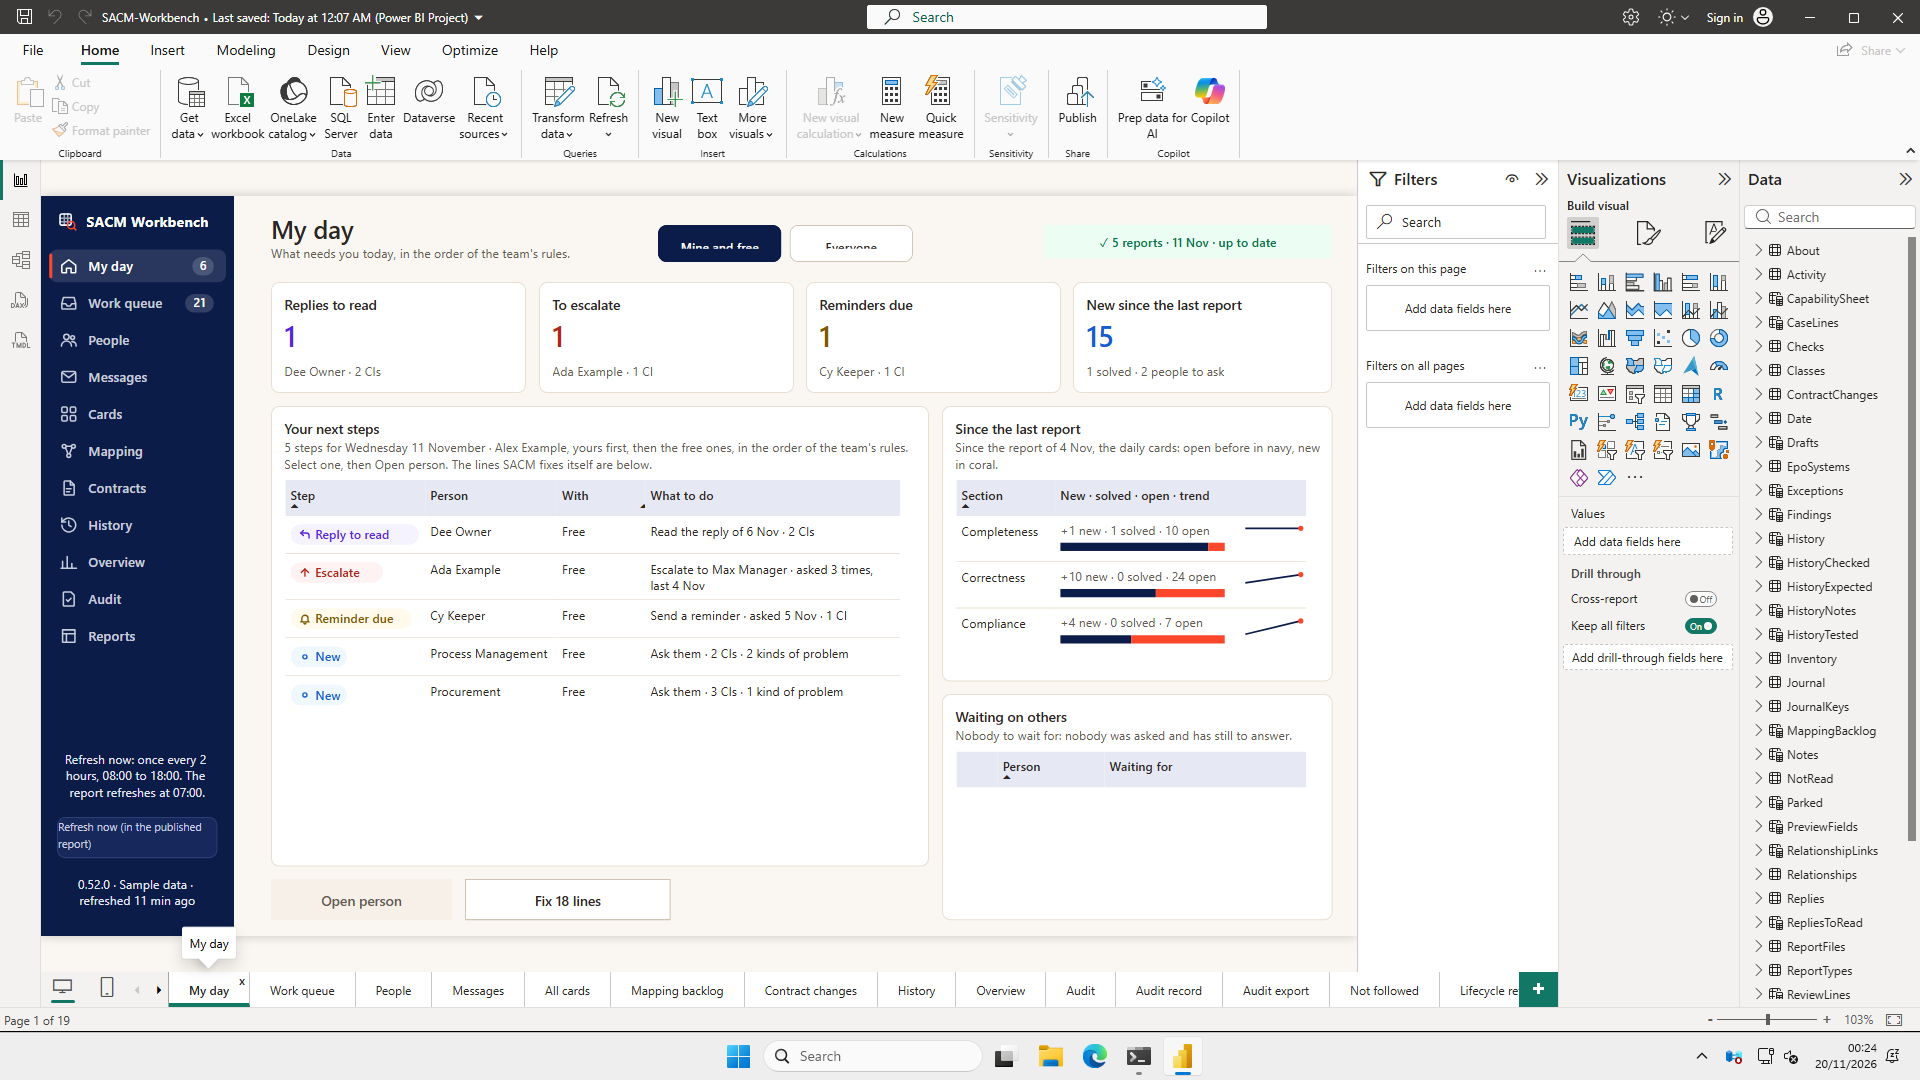 SACM-Workbench • Last saved: Today at 12:07 AM (Power BI Project)
Search
Sign in
File
Home
Insert
Modeling
Design
View
Optimize
Help
Share
Paste
Cut
Copy
Format painter
Clipboard
Get data
Excel workbook
OneLake catalog
SQL Server
Enter data
Dataverse
Recent sources
Data
Transform data
Refresh
Queries
New visual
Text box
More visuals
Insert
New visual calculation
New measure
Quick measure
Calculations
Sensitivity
Sensitivity
Publish
Share
Prep data for AI
Copilot
Copilot
SACM Workbench
My day 6
Work queue 21
People
Messages
Cards
Mapping
Contracts
History
Overview
Audit
Reports
Refresh now: once every 2
hours, 08:00 to 18:00. The
report refreshes at 07:00.
Refresh now (in the published
report)
0.52.0 · Sample data ·
refreshed 11 min ago
My day
What needs you today, in the order of the team's rules.
Mine and free
Everyone
✓ 5 reports · 11 Nov · up to date
Replies to read
1
Dee Owner · 2 CIs
To escalate
1
Ada Example · 1 CI
Reminders due
1
Cy Keeper · 1 CI
New since the last report
15
1 solved · 2 people to ask
Your next steps
5 steps for Wednesday 11 November · Alex Example, yours first, then the free ones, in the order of the team's rules.
Select one, then Open person. The lines SACM fixes itself are below.
Step Person With What to do
Reply to read Dee Owner Free Read the reply of 6 Nov · 2 CIs
Escalate Ada Example Free Escalate to Max Manager · asked 3 times,
last 4 Nov
Reminder due Cy Keeper Free Send a reminder · asked 5 Nov · 1 CI
New Process Management Free Ask them · 2 CIs · 2 kinds of problem
New Procurement Free Ask them · 3 CIs · 1 kind of problem
Open person
Fix 18 lines
Since the last report
Since the report of 4 Nov, the daily cards: open before in navy, new
in coral.
Section New · solved · open · trend
Completeness +1 new · 1 solved · 10 open
Correctness +10 new · 0 solved · 24 open
Compliance +4 new · 0 solved · 7 open
Waiting on others
Nobody to wait for: nobody was asked and has still to answer.
Person Waiting for
Filters
Search
Filters on this page ...
Add data fields here
Filters on all pages ...
Add data fields here
Visualizations
Build visual
123
R
Py
...
Values
Add data fields here
Drill through
Cross-report Off
Keep all filters On
Add drill-through fields here
Data
Search
About
Activity
CapabilitySheet
CaseLines
Checks
Classes
ContractChanges
Date
Drafts
EpoSystems
Exceptions
Findings
History
HistoryChecked
HistoryExpected
HistoryNotes
HistoryTested
Inventory
Journal
JournalKeys
MappingBacklog
Notes
NotRead
Parked
PreviewFields
RelationshipLinks
Relationships
Replies
RepliesToRead
ReportFiles
ReportTypes
ReviewLines
DAX
TMDL
My day
My day x
Work queue
People
Messages
All cards
Mapping backlog
Contract changes
History
Overview
Audit
Audit record
Audit export
Not followed
Lifecycle re
+
Page 1 of 19
- + 103%
Search
00:24
20/11/2026